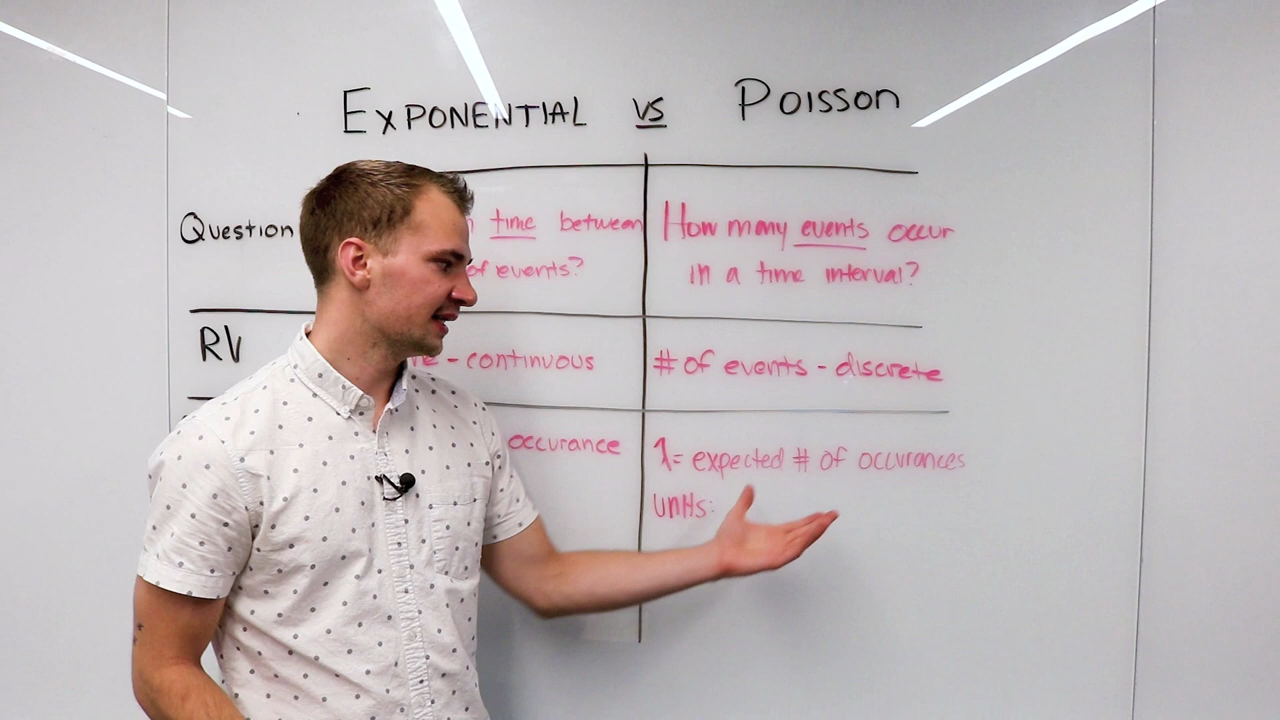 EXPONENTIAL vs Poisson
Question
time between
of events?
How many events occur
in a time interval?
RV
- continuous
# of events - discrete
occurance
λ= expected # of occurances
units: